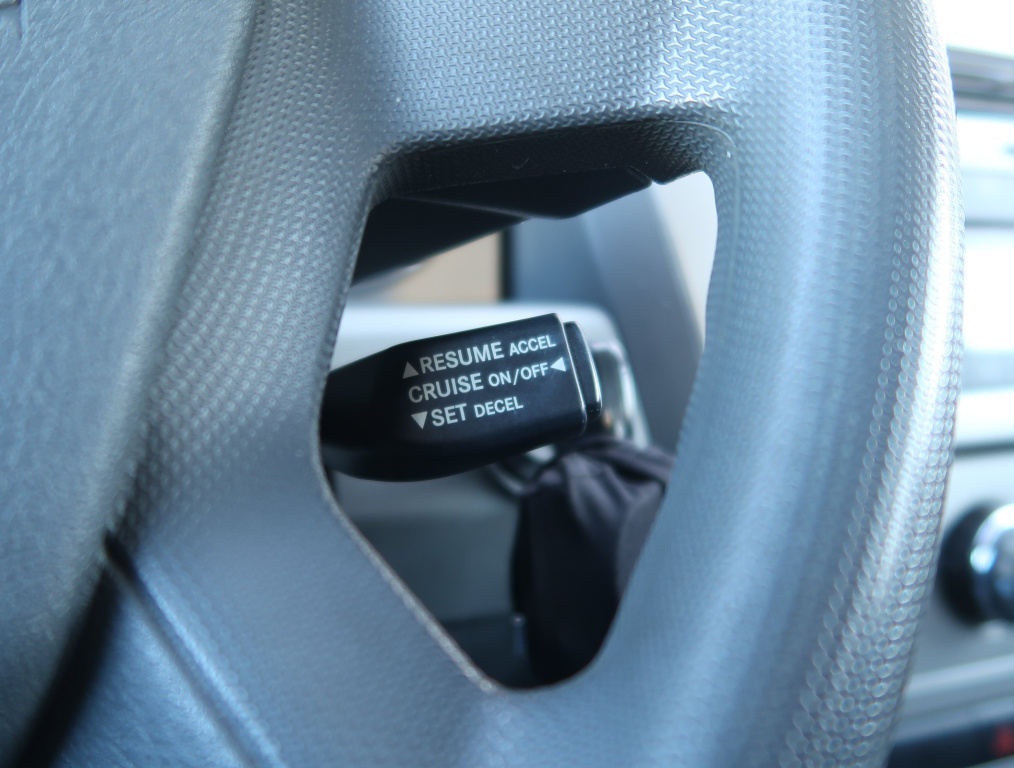 ▲RESUME ACCEL
CRUISE ON/OFF◀
▼SET DECEL